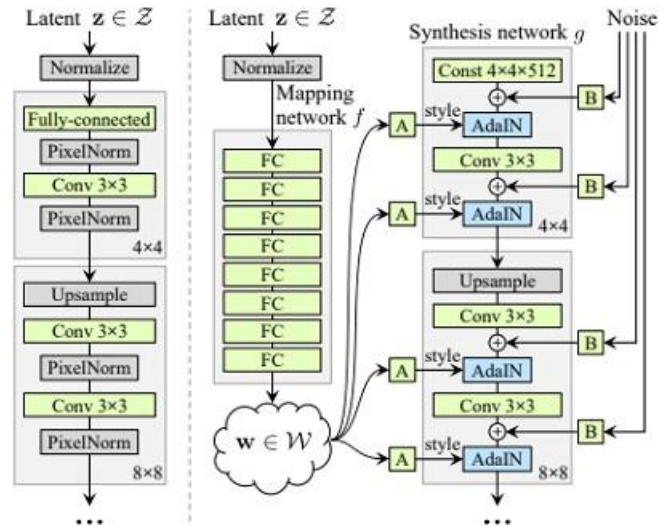 Latent z ∈ Z
Normalize
Fully-connected
PixelNorm
Conv 3×3
PixelNorm
4×4
Upsample
Conv 3×3
PixelNorm
Conv 3×3
PixelNorm
8×8
...
Latent z ∈ Z
Normalize
Mapping
network f
FC
FC
FC
FC
FC
FC
FC
FC
w ∈ W
Noise
Synthesis network g
Const 4×4×512
B
A
style
AdaIN
Conv 3×3
B
A
style
AdaIN
4×4
Upsample
Conv 3×3
B
A
style
AdaIN
Conv 3×3
B
A
style
AdaIN
8×8
...